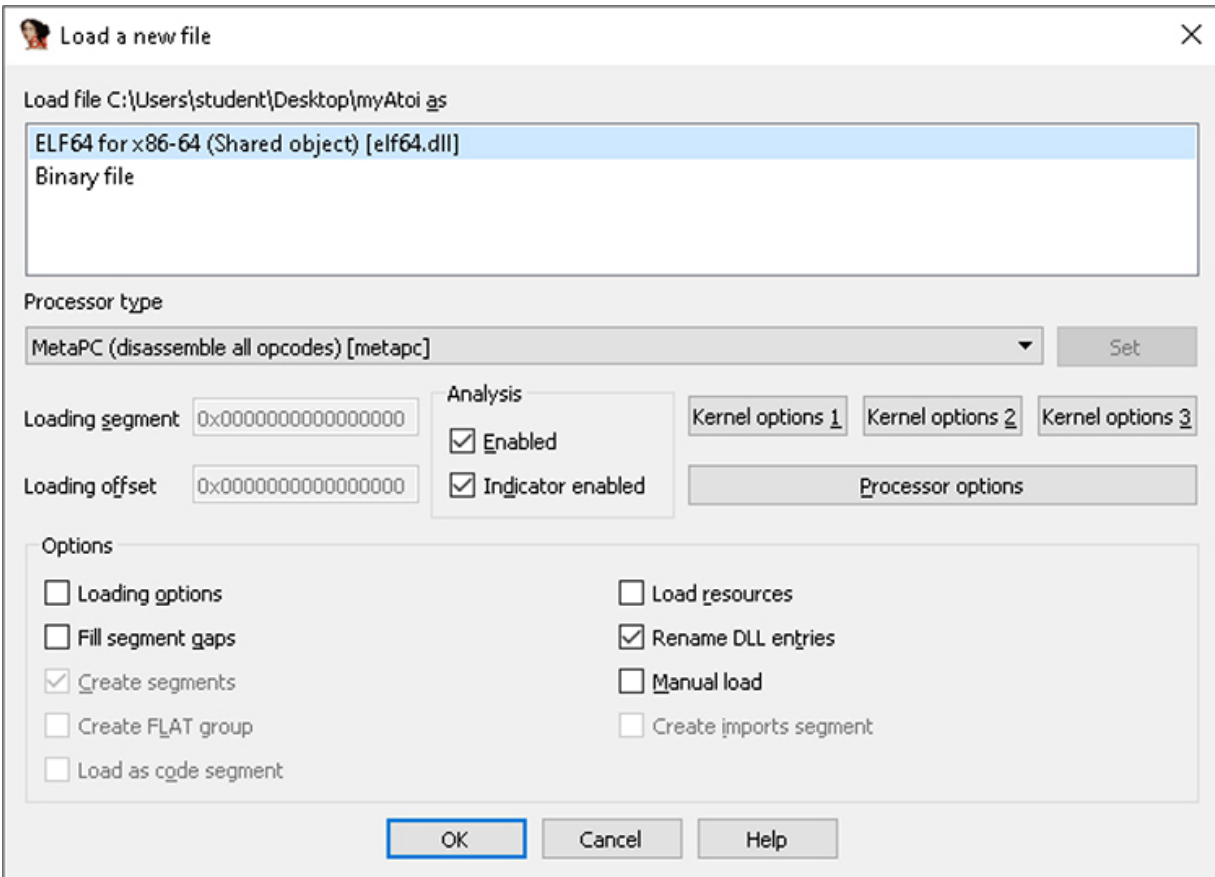 Load a new file
Load file C:\Users\student\Desktop\myAtoi as
ELF64 for x86-64 (Shared object) [elf64.dll]
Binary file
Processor type
MetaPC (disassemble all opcodes) [metapc]
Set
Loading segment 0x0000000000000000
Loading offset 0x0000000000000000
Analysis
Enabled
Indicator enabled
Kernel options 1 Kernel options 2 Kernel options 3
Processor options
Options
Loading options
Fill segment gaps
Create segments
Create FLAT group
Load as code segment
Load resources
Rename DLL entries
Manual load
Create imports segment
OK Cancel Help